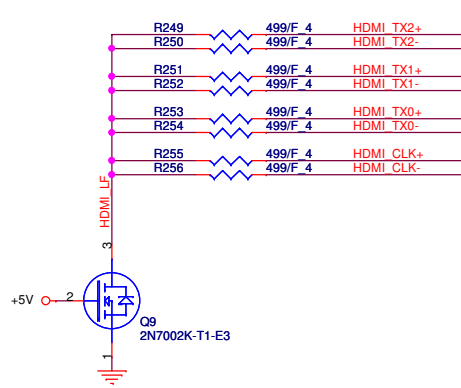 R249 499/F_4 HDMI_TX2+
R250 499/F_4 HDMI_TX2-
R251 499/F_4 HDMI_TX1+
R252 499/F_4 HDMI_TX1-
R253 499/F_4 HDMI_TX0+
R254 499/F_4 HDMI_TX0-
R255 499/F_4 HDMI_CLK+
R256 499/F_4 HDMI_CLK-
HDMI_LF
3
+5V 2
Q9
2N7002K-T1-E3
1